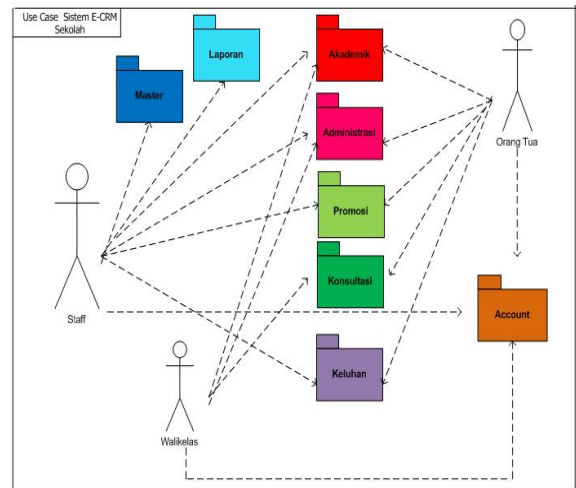 Use Case Sistem E-CRM
Sekolah
Laporan
Akademik
Master
Administrasi
Orang Tua
Promosi
Konsultasi
Staff
Account
Keluhan
Walikelas